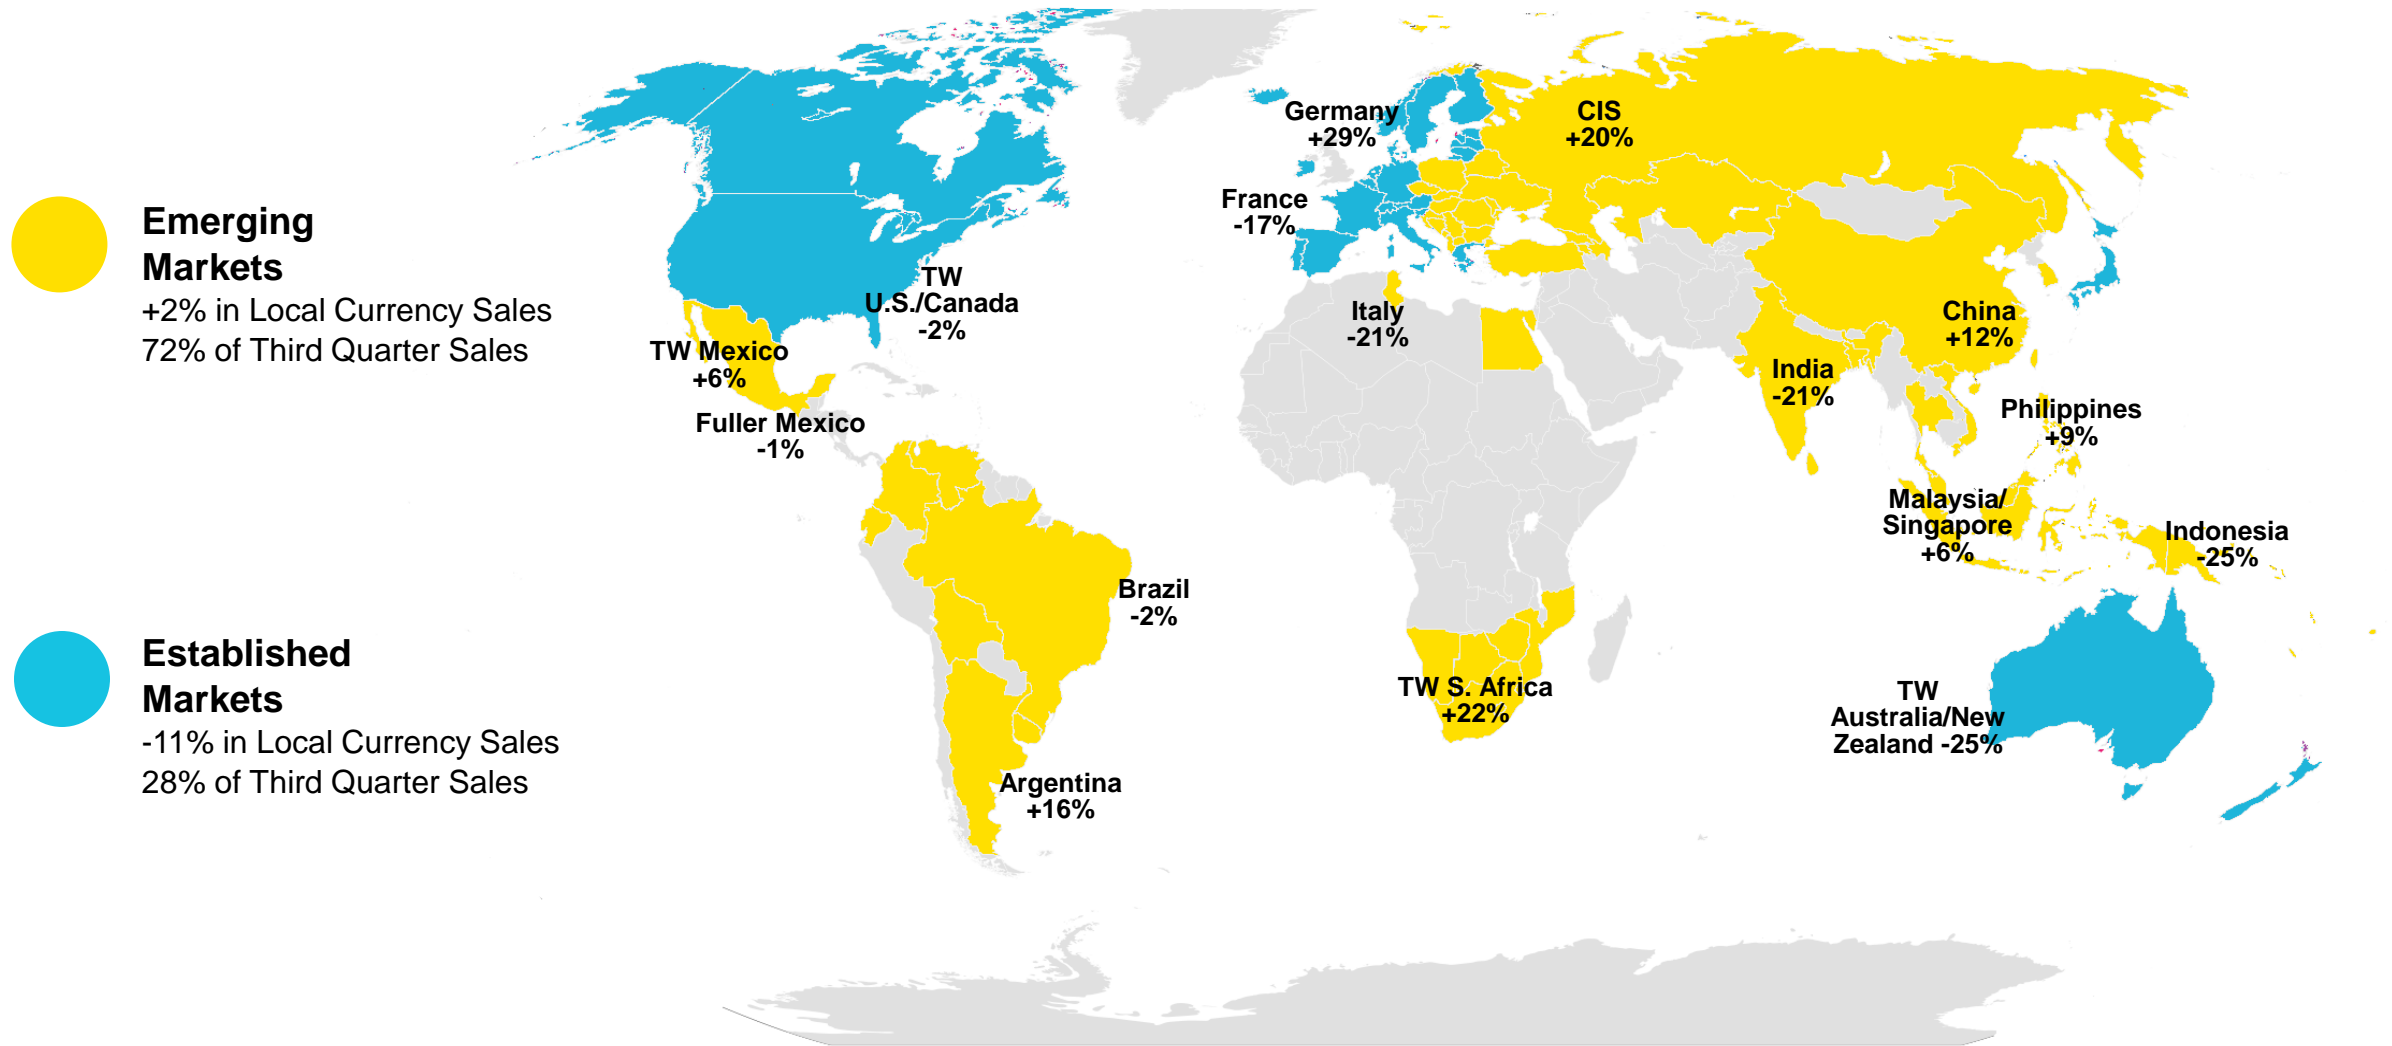 Emerging
Markets
+2% in Local Currency Sales
72% of Third Quarter Sales
Established
Markets
-11% in Local Currency Sales
28% of Third Quarter Sales
TW
U.S./Canada
-2%
TW Mexico
+6%
Fuller Mexico
-1%
Brazil
-2%
Argentina
+16%
Germany
+29%
France
-17%
Italy
-21%
CIS
+20%
TW S. Africa
+22%
China
+12%
India
-21%
Philippines
+9%
Malaysia/
Singapore
+6%
Indonesia
-25%
TW
Australia/New
Zealand -25%